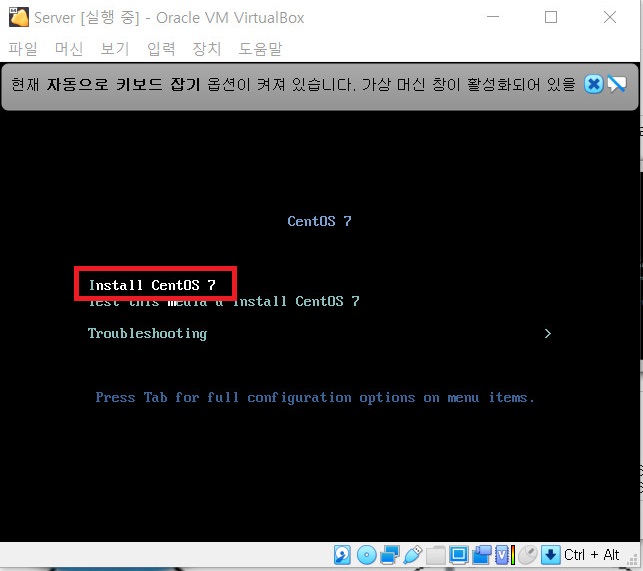 Server [실행 중] - Oracle VM VirtualBox
파일 머신 보기 입력 장치 도움말
현재 자동으로 키보드 잡기 옵션이 켜져 있습니다. 가상 머신 창이 활성화되어 있을
CentOS 7
Install CentOS 7
Test this media & install CentOS 7
Troubleshooting >
Press Tab for full configuration options on menu items.
Ctrl + Alt